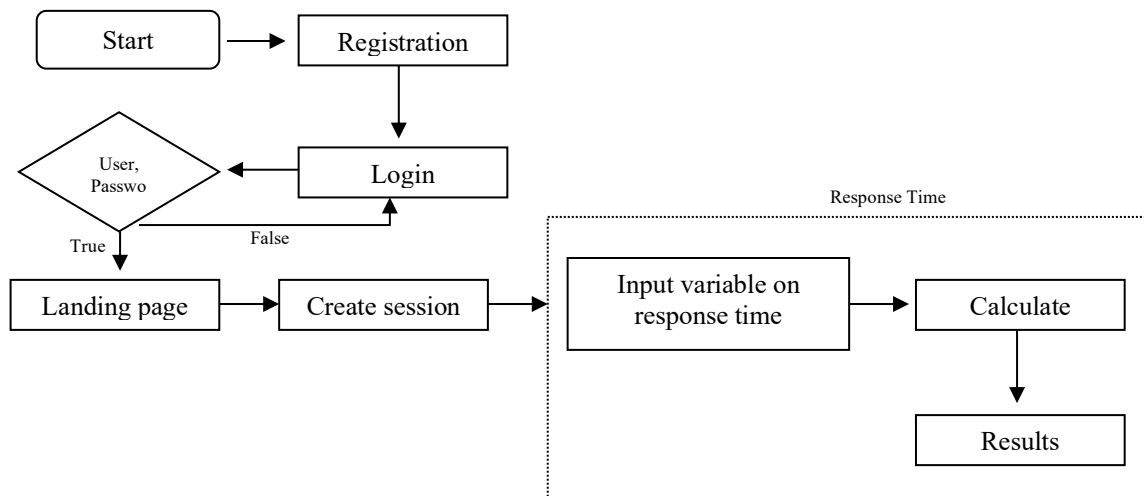 Start
Registration
User,
Passwo
Login
Response Time
True
False
Landing page
Create session
Input variable on
response time
Calculate
Results